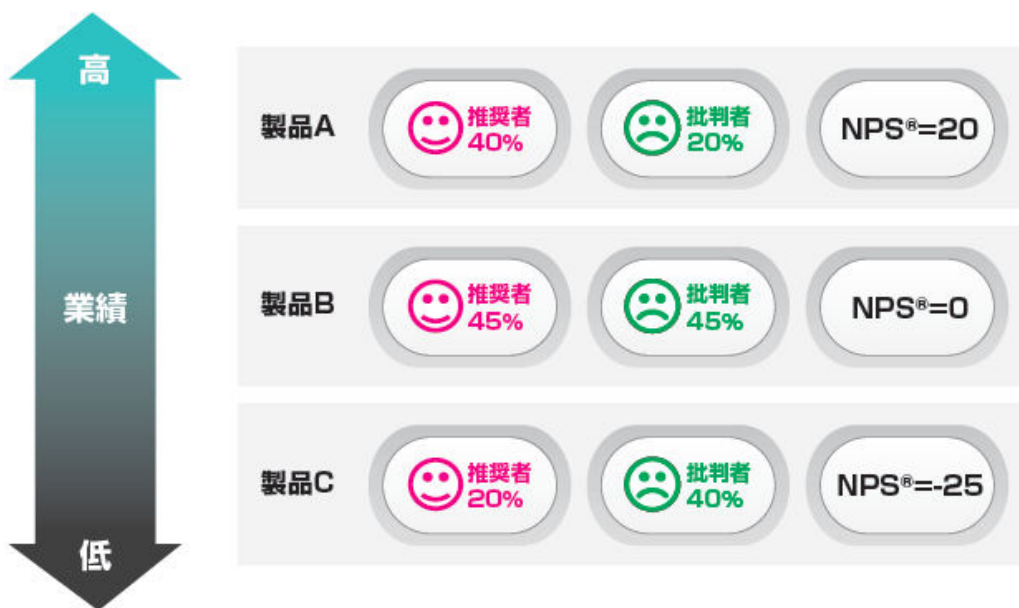 高
業績
低
製品A
推奨者
40%
批判者
20%
NPS®=20
製品B
推奨者
45%
批判者
45%
NPS®=0
製品C
推奨者
20%
批判者
40%
NPS®=-25